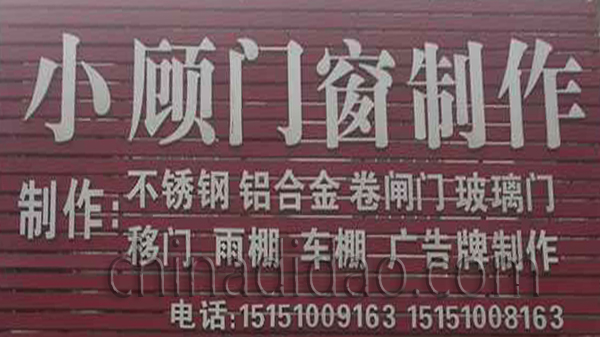 小顾门窗制作
制作:
不锈钢 铝合金 卷闸门 玻璃门
移门 雨棚 车棚 广告牌制作
chinadidao.com
电话:15151009163 15151008163